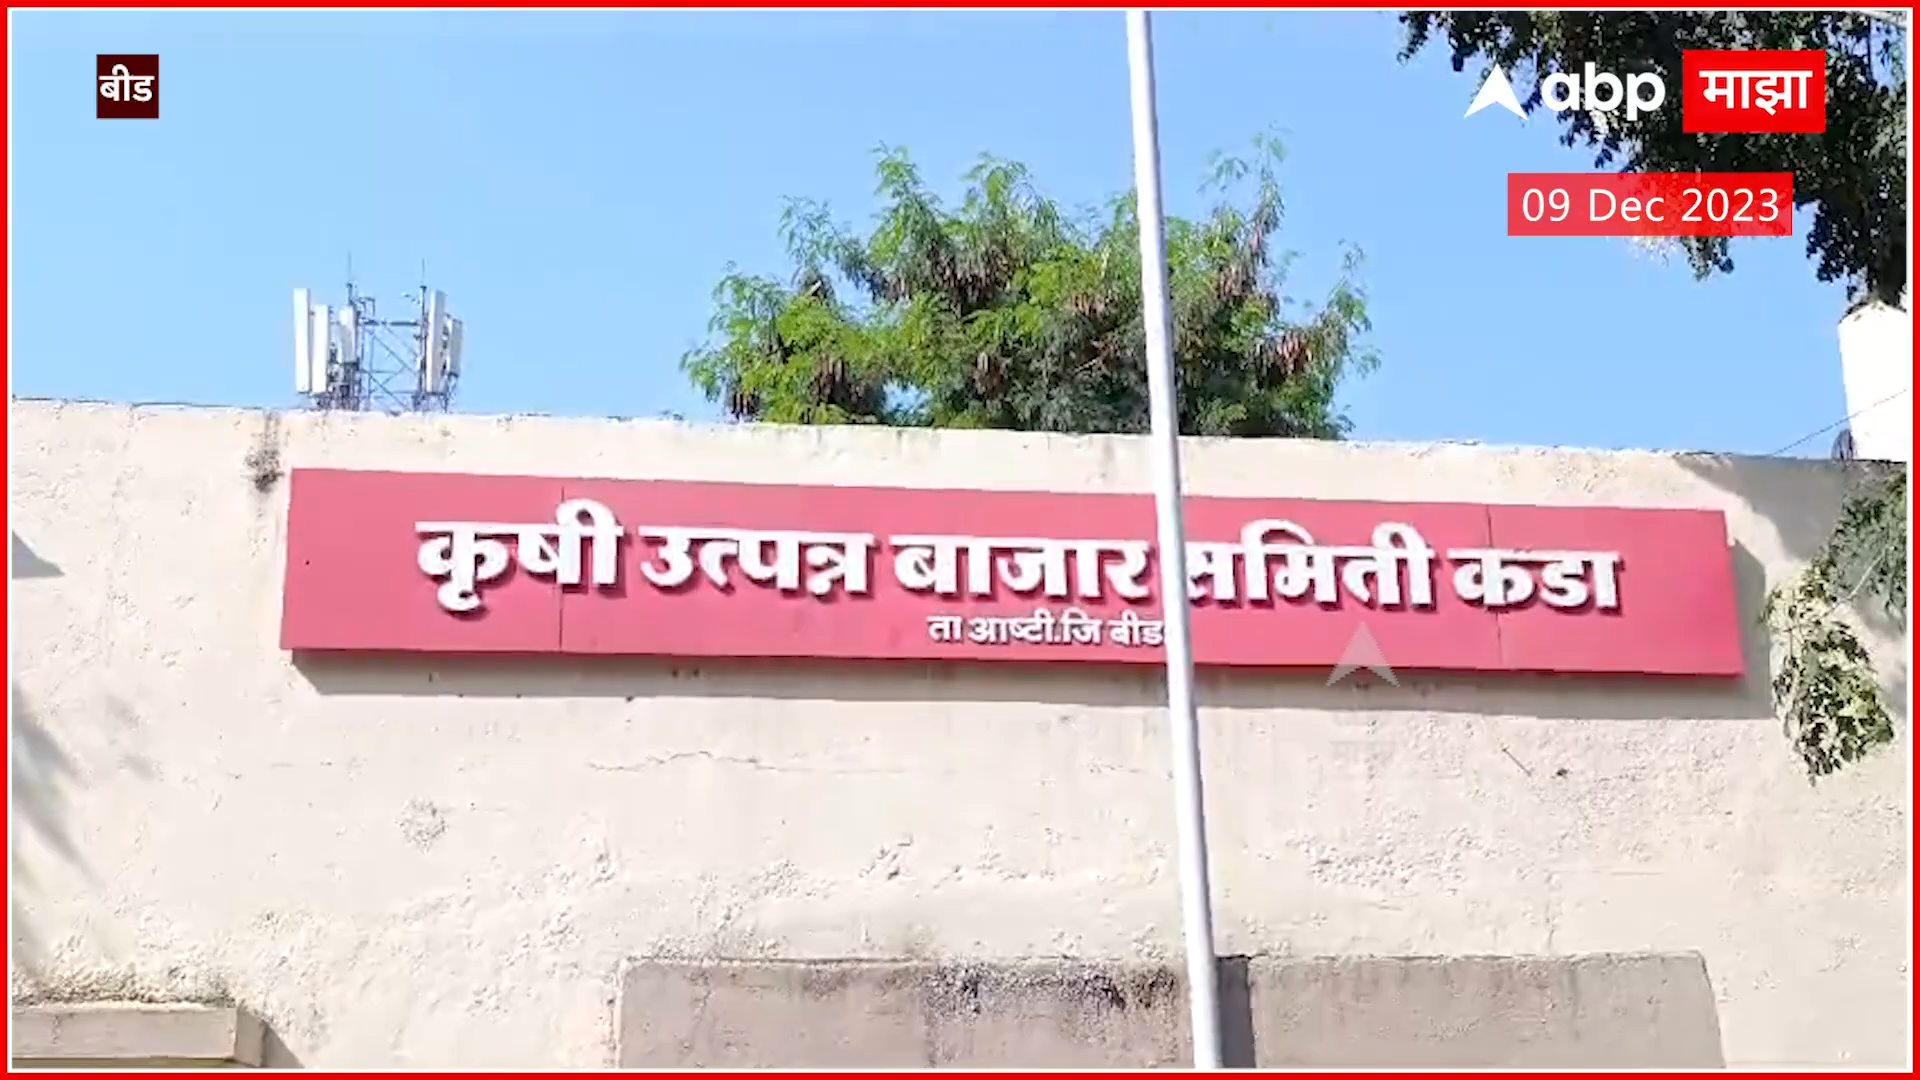 बीड
abp माझा
09 Dec 2023
कृषी उत्पन्न बाजार समिती कडा
ता आष्टी.जि बीड